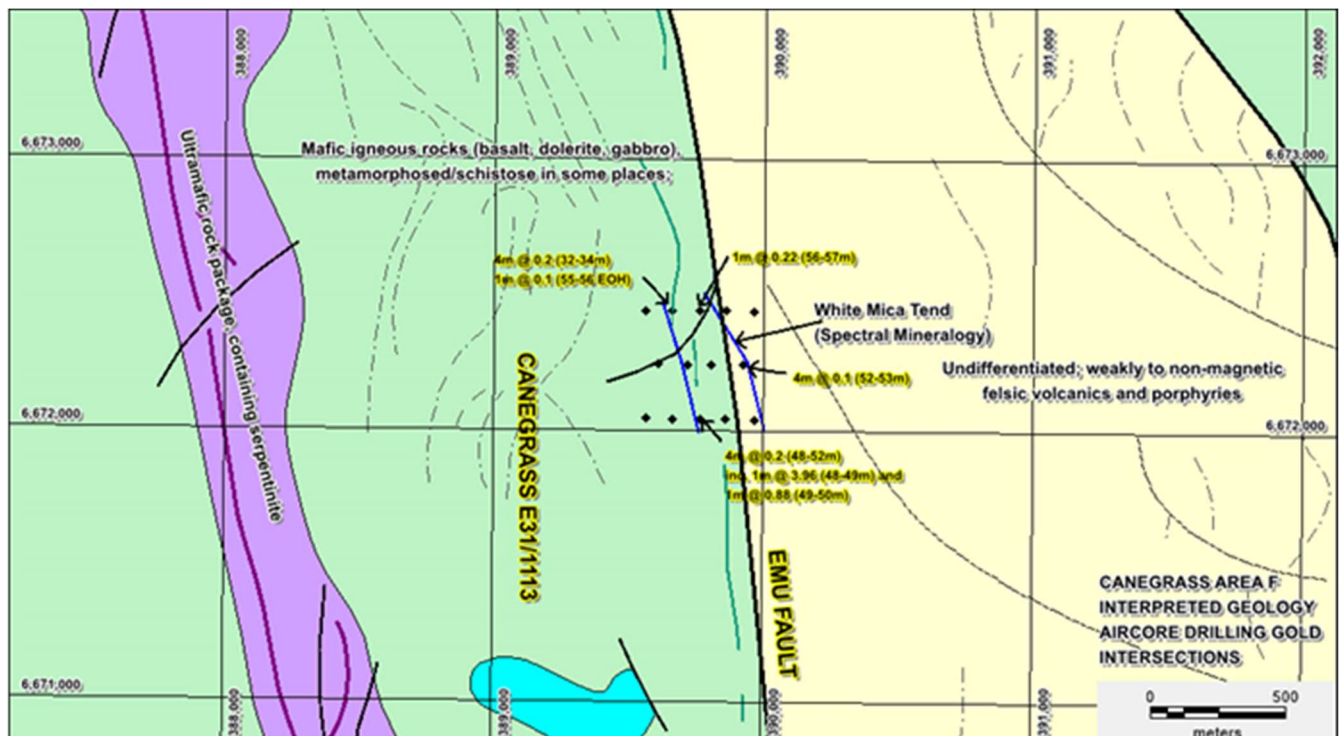 388,000
389,000
390,000
391,000
392,000
6,673,000
6,673,000
Mafic igneous rocks (basalt, dolerite, gabbro),
metamorphosed/schistose in some places;
Ultramafic rock package, containing serpentinite
4m @ 0.2 (32-34m)
1m @ 0.1 (55-56 EOH)
1m @ 0.22 (56-57m)
White Mica Tend
(Spectral Mineralogy)
4m @ 0.1 (52-53m)
Undifferentiated; weakly to non-magnetic
felsic volcanics and porphyries
CANEGRASS E31/1113
6,672,000
6,672,000
4m @ 0.2 (48-52m)
inc. 1m @ 3.96 (48-49m) and
1m @ 0.88 (49-50m)
EMU FAULT
CANEGRASS AREA F
INTERPRETED GEOLOGY
AIRCORE DRILLING GOLD
INTERSECTIONS
6,671,000
388,000
389,000
390,000
391,000
0 500
meters